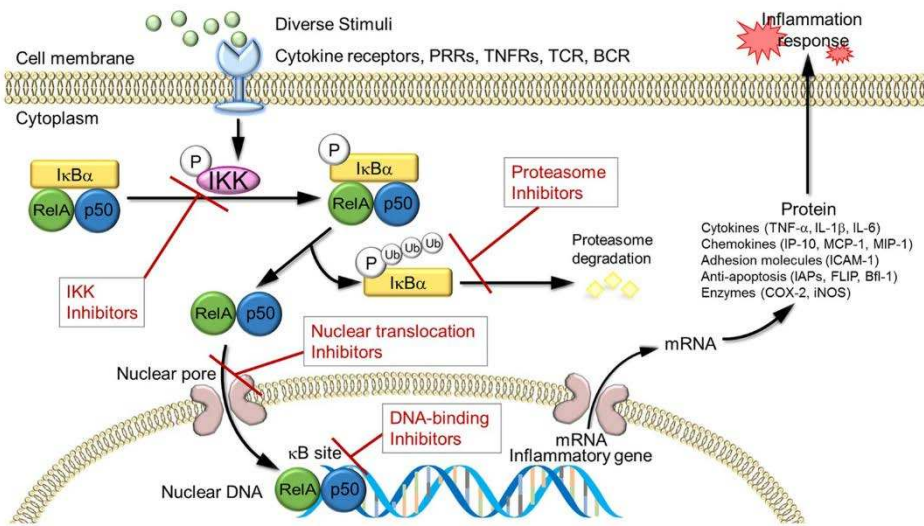 Diverse Stimuli
Cytokine receptors, PRRs, TNFRs, TCR, BCR
Inflammation
response
Cell membrane
Cytoplasm
P
IKK
IκBα
RelA
p50
P
IκBα
RelA
p50
Proteasome
Inhibitors
IKK
Inhibitors
P
Ub
Ub
Ub
IκBα
Proteasome
degradation
Protein
Cytokines (TNF-α, IL-1β, IL-6)
Chemokines (IP-10, MCP-1, MIP-1)
Adhesion molecules (ICAM-1)
Anti-apoptosis (IAPs, FLIP, Bfl-1)
Enzymes (COX-2, iNOS)
RelA
p50
Nuclear translocation
Inhibitors
Nuclear pore
mRNA
DNA-binding
Inhibitors
mRNA
Inflammatory gene
κB site
Nuclear DNA
RelA
p50